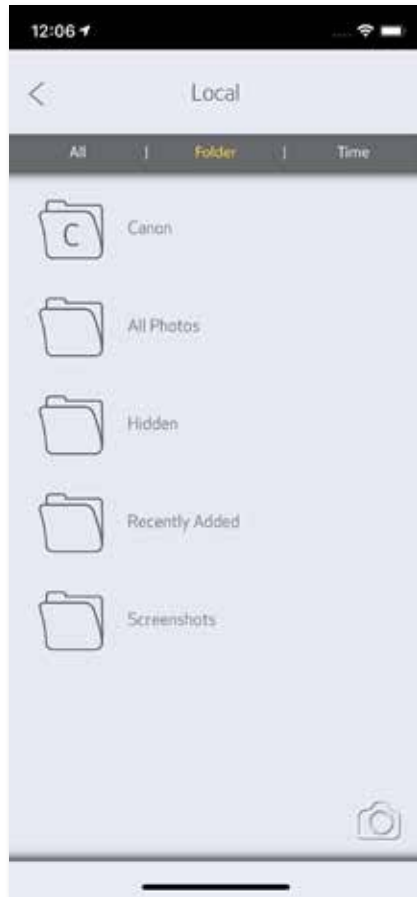 12:06
Local
All | Folder | Time
C
Canon
All Photos
Hidden
Recently Added
Screenshots